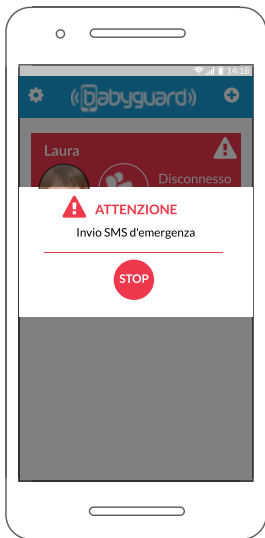 14:18
babyguard
Laura
Disconnesso
ATTENZIONE
Invio SMS d'emergenza
STOP